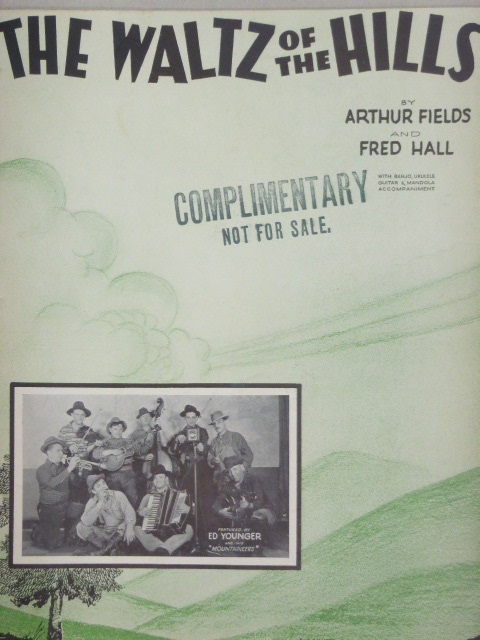 THE WALTZ OF THE HILLS
BY
ARTHUR FIELDS
AND
FRED HALL
WITH BANJO, UKULELE
GUITAR & MANDOLA
ACCOMPANIMENT
COMPLIMENTARY
NOT FOR SALE.
FEATURED BY
ED YOUNGER
AND HIS
"MOUNTAINEERS"